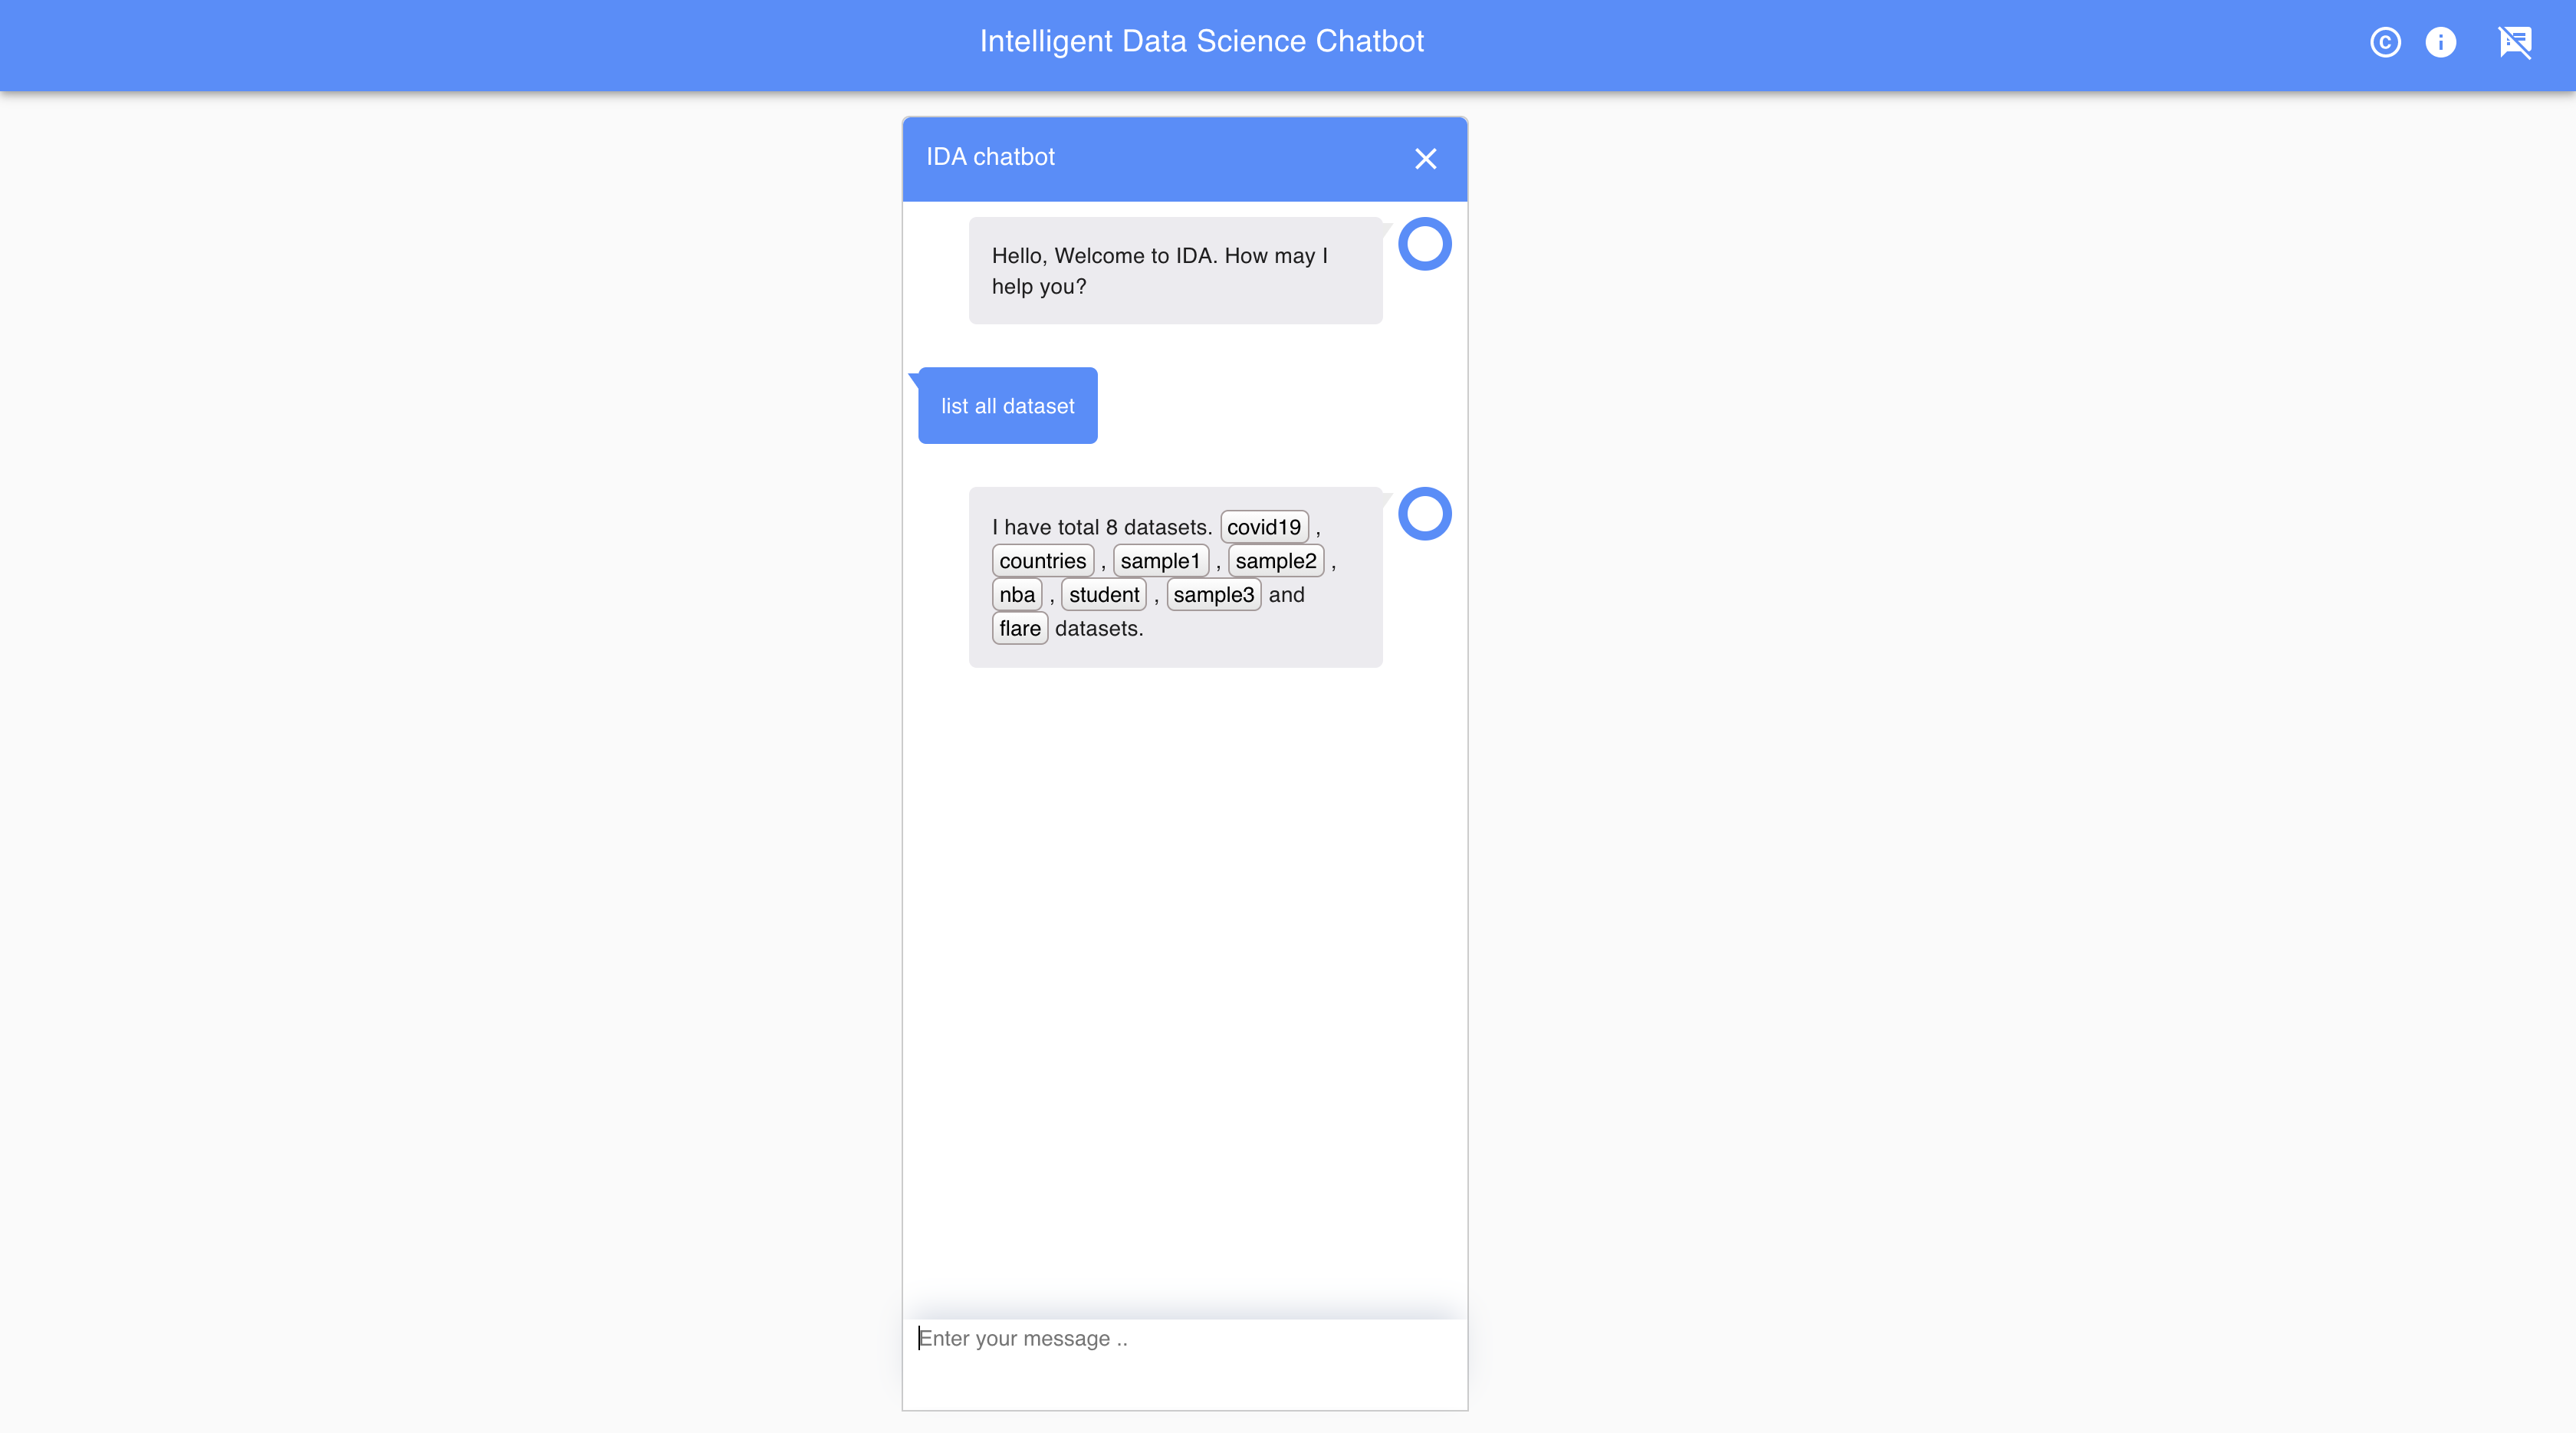 Intelligent Data Science Chatbot
IDA chatbot
Hello, Welcome to IDA. How may I
help you?
list all dataset
I have total 8 datasets. covid19 ,
countries , sample1 , sample2 ,
nba , student , sample3 and
flare datasets.
Enter your message ..